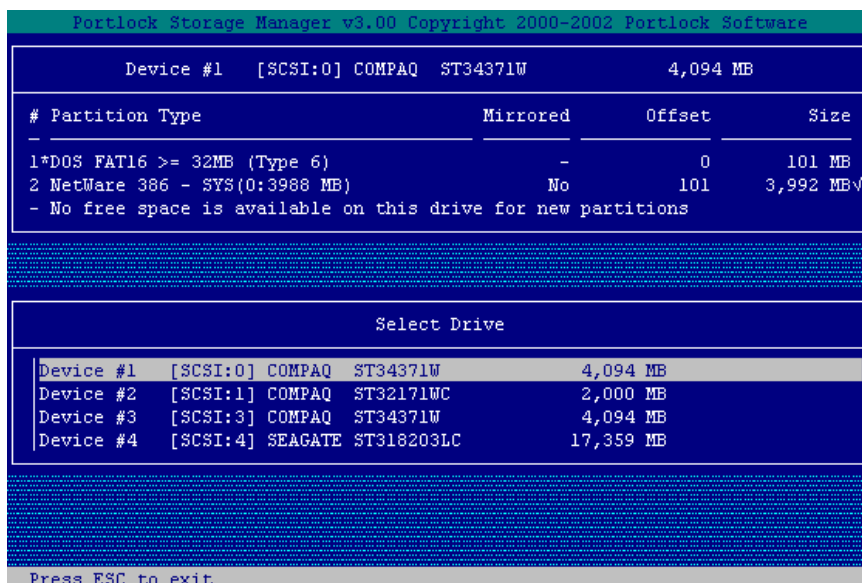 Portlock Storage Manager v3.00 Copyright 2000-2002 Portlock Software
Device #1 [SCSI:0] COMPAQ ST34371W 4,094 MB
# Partition Type Mirrored Offset Size
1*DOS FAT16 >= 32MB (Type 6) - 0 101 MB
2 NetWare 386 - SYS(0:3988 MB) No 101 3,992 MB√
- No free space is available on this drive for new partitions
Select Drive
Device #1 [SCSI:0] COMPAQ ST34371W 4,094 MB
Device #2 [SCSI:1] COMPAQ ST32171WC 2,000 MB
Device #3 [SCSI:3] COMPAQ ST34371W 4,094 MB
Device #4 [SCSI:4] SEAGATE ST318203LC 17,359 MB
Press ESC to exit